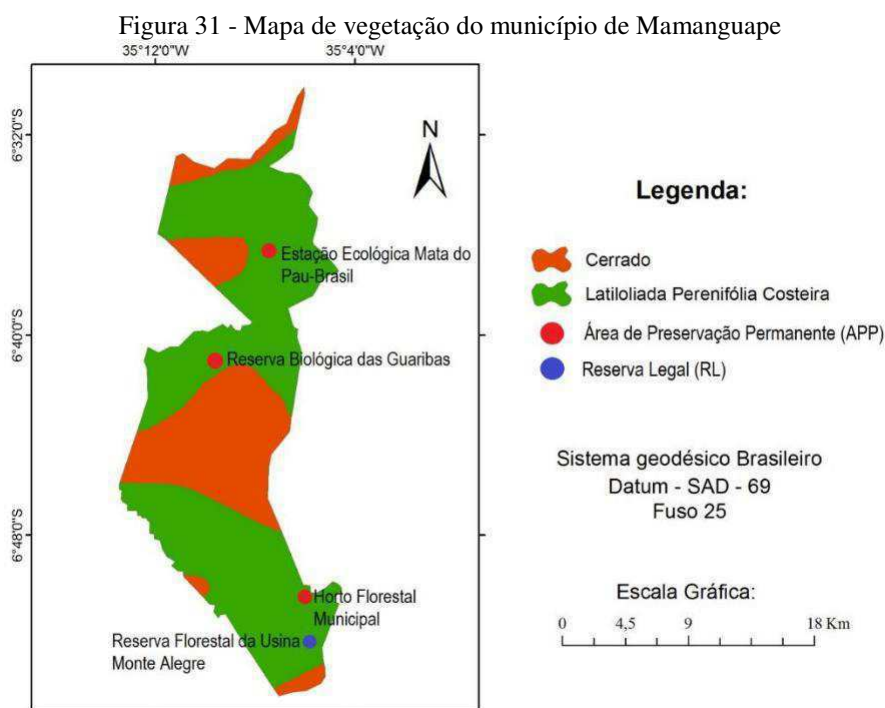 Figura 31 - Mapa de vegetação do município de Mamanguape
35°12'0"W
35°4'0"W
6°32'0"S
6°40'0"S
6°48'0"S
N
Estação Ecológica Mata do
Pau-Brasil
Reserva Biológica das Guaribas
Horto Florestal
Municipal
Reserva Florestal da Usina
Monte Alegre
Legenda:
Cerrado
Latiloliada Perenifólia Costeira
Área de Preservação Permanente (APP)
Reserva Legal (RL)
Sistema geodésico Brasileiro
Datum - SAD - 69
Fuso 25
Escala Gráfica:
0 4,5 9 18 Km